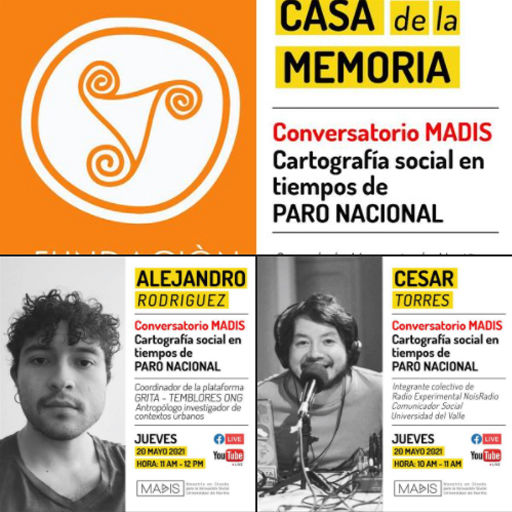 CASA de la
MEMORIA
Conversatorio MADIS
Cartografía social en
tiempos de
PARO NACIONAL
ALEJANDRO
RODRIGUEZ
Conversatorio MADIS
Cartografía social en
tiempos de
PARO NACIONAL
Coordinador de la plataforma
GRITA - TEMBLORES ONG
Antropólogo investigador de
contextos urbanos
JUEVES
20 MAYO 2021
HORA: 11 AM - 12 PM
LIVE
YouTube
LIVE
MADIS
CESAR
TORRES
Conversatorio MADIS
Cartografía social en
tiempos de
PARO NACIONAL
Integrante colectivo de
Radio Experimental NoísRadio
Comunicador Social
Universidad del Valle
JUEVES
20 MAYO 2021
HORA: 10 AM - 11 AM
LIVE
YouTube
LIVE
MADIS